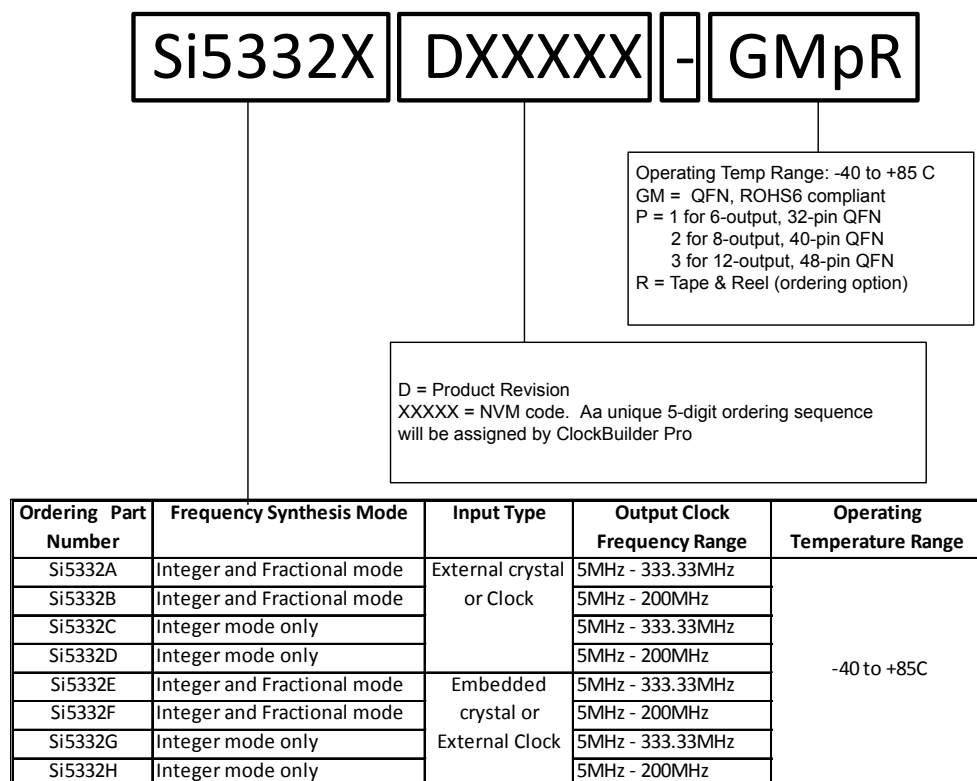 Si5332X DXXXXX - GMpR
Operating Temp Range: -40 to +85 C
GM = QFN, ROHS6 compliant
P = 1 for 6-output, 32-pin QFN
2 for 8-output, 40-pin QFN
3 for 12-output, 48-pin QFN
R = Tape & Reel (ordering option)
D = Product Revision
XXXXX = NVM code. Aa unique 5-digit ordering sequence
will be assigned by ClockBuilder Pro
Ordering Part Number Frequency Synthesis Mode Input Type Output Clock Frequency Range Operating Temperature Range
Si5332A Integer and Fractional mode External crystal or Clock 5MHz - 333.33MHz -40 to +85C
Si5332B Integer and Fractional mode 5MHz - 200MHz
Si5332C Integer mode only 5MHz - 333.33MHz
Si5332D Integer mode only 5MHz - 200MHz
Si5332E Integer and Fractional mode Embedded crystal or External Clock 5MHz - 333.33MHz
Si5332F Integer and Fractional mode 5MHz - 200MHz
Si5332G Integer mode only 5MHz - 333.33MHz
Si5332H Integer mode only 5MHz - 200MHz